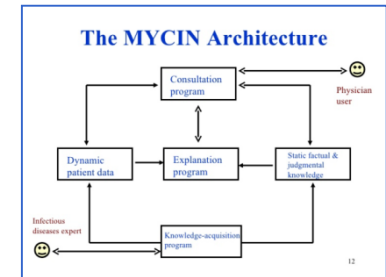 The MYCIN Architecture
Consultation
program
Physician
user
Dynamic
patient data
Explanation
program
Static factual &
judgmental
knowledge
Infectious
diseases expert
Knowledge-acquisition
program
12